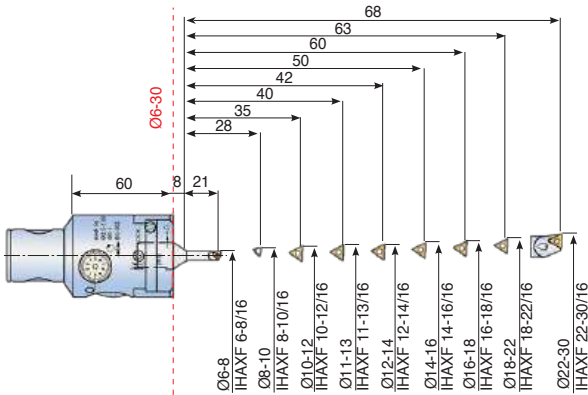 68
63
60
50
42
40
35
28
60
8
21
Ø6-30
Ø6-8
IHAXF 6-8/16
Ø8-10
IHAXF 8-10/16
Ø10-12
IHAXF 10-12/16
Ø11-13
IHAXF 11-13/16
Ø12-14
IHAXF 12-14/16
Ø14-16
IHAXF 14-16/16
Ø16-18
IHAXF 16-18/16
Ø18-22
IHAXF 18-22/16
Ø22-30
IHAXF 22-30/16